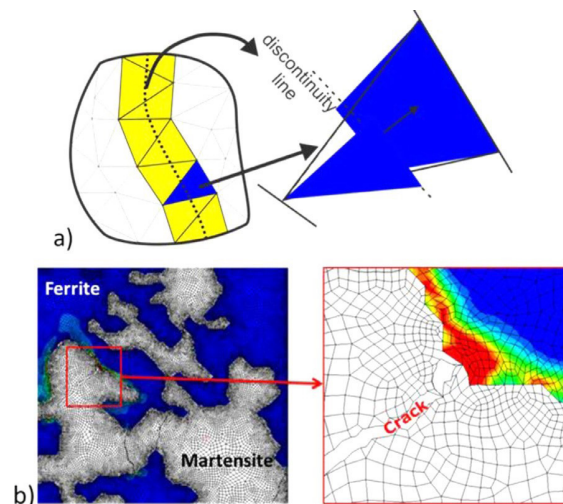 discontinuity
line
a)
Ferrite
Martensite
Crack
b)